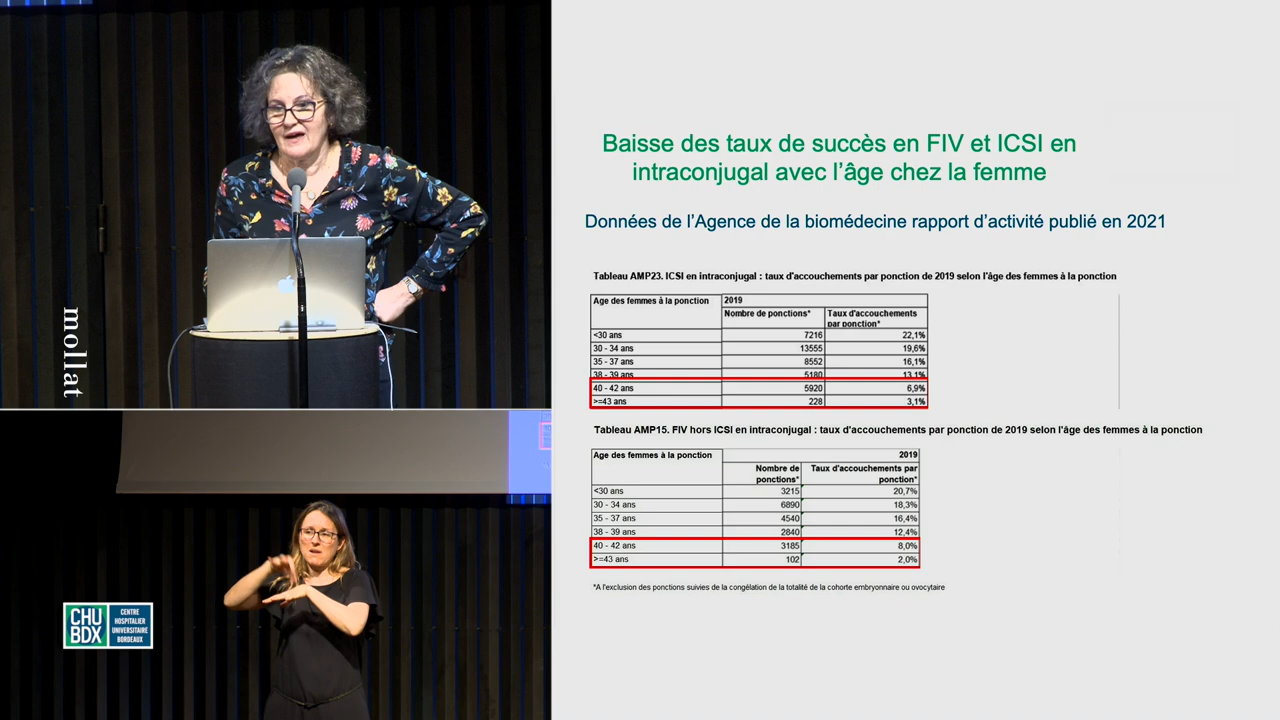 mollat
CHU
BDX
CENTRE
HOSPITALIER
UNIVERSITAIRE
BORDEAUX
Baisse des taux de succès en FIV et ICSI en
intraconjugal avec l'âge chez la femme
Données de l'Agence de la biomédecine rapport d'activité publié en 2021
Tableau AMP23. ICSI en intraconjugal : taux d'accouchements par ponction de 2019 selon l'âge des femmes à la ponction
Age des femmes à la ponction 2019
Nombre de ponctions* Taux d'accouchements
par ponction*
<30 ans 7216 22,1%
30 - 34 ans 13555 19,6%
35 - 37 ans 8552 16,1%
38 - 39 ans 5180 13,1%
40 - 42 ans 5920 6,9%
>=43 ans 228 3,1%
Tableau AMP15. FIV hors ICSI en intraconjugal : taux d'accouchements par ponction de 2019 selon l'âge des femmes à la ponction
Age des femmes à la ponction 2019
Nombre de Taux d'accouchements par
ponctions* ponction*
<30 ans 3215 20,7%
30 - 34 ans 6890 18,3%
35 - 37 ans 4540 16,4%
38 - 39 ans 2840 12,4%
40 - 42 ans 3185 8,0%
>=43 ans 102 2,0%
*A l'exclusion des ponctions suivies de la congélation de la totalité de la cohorte embryonnaire ou ovocytaire